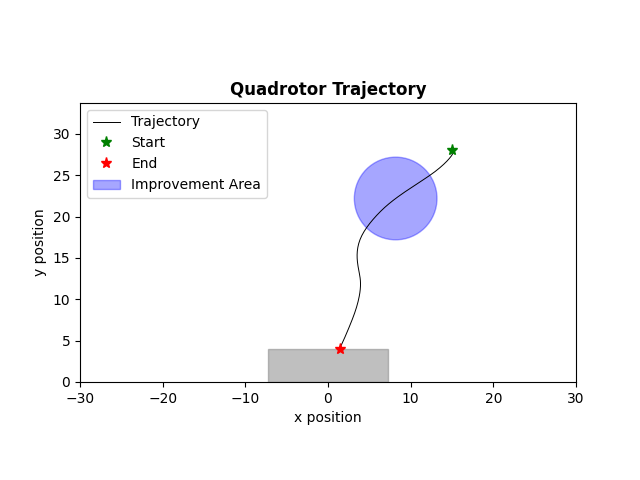 Quadrotor Trajectory
Trajectory
Start
End
Improvement Area
30
25
20
15
10
5
0
y position
−30
−20
−10
0
10
20
30
x position